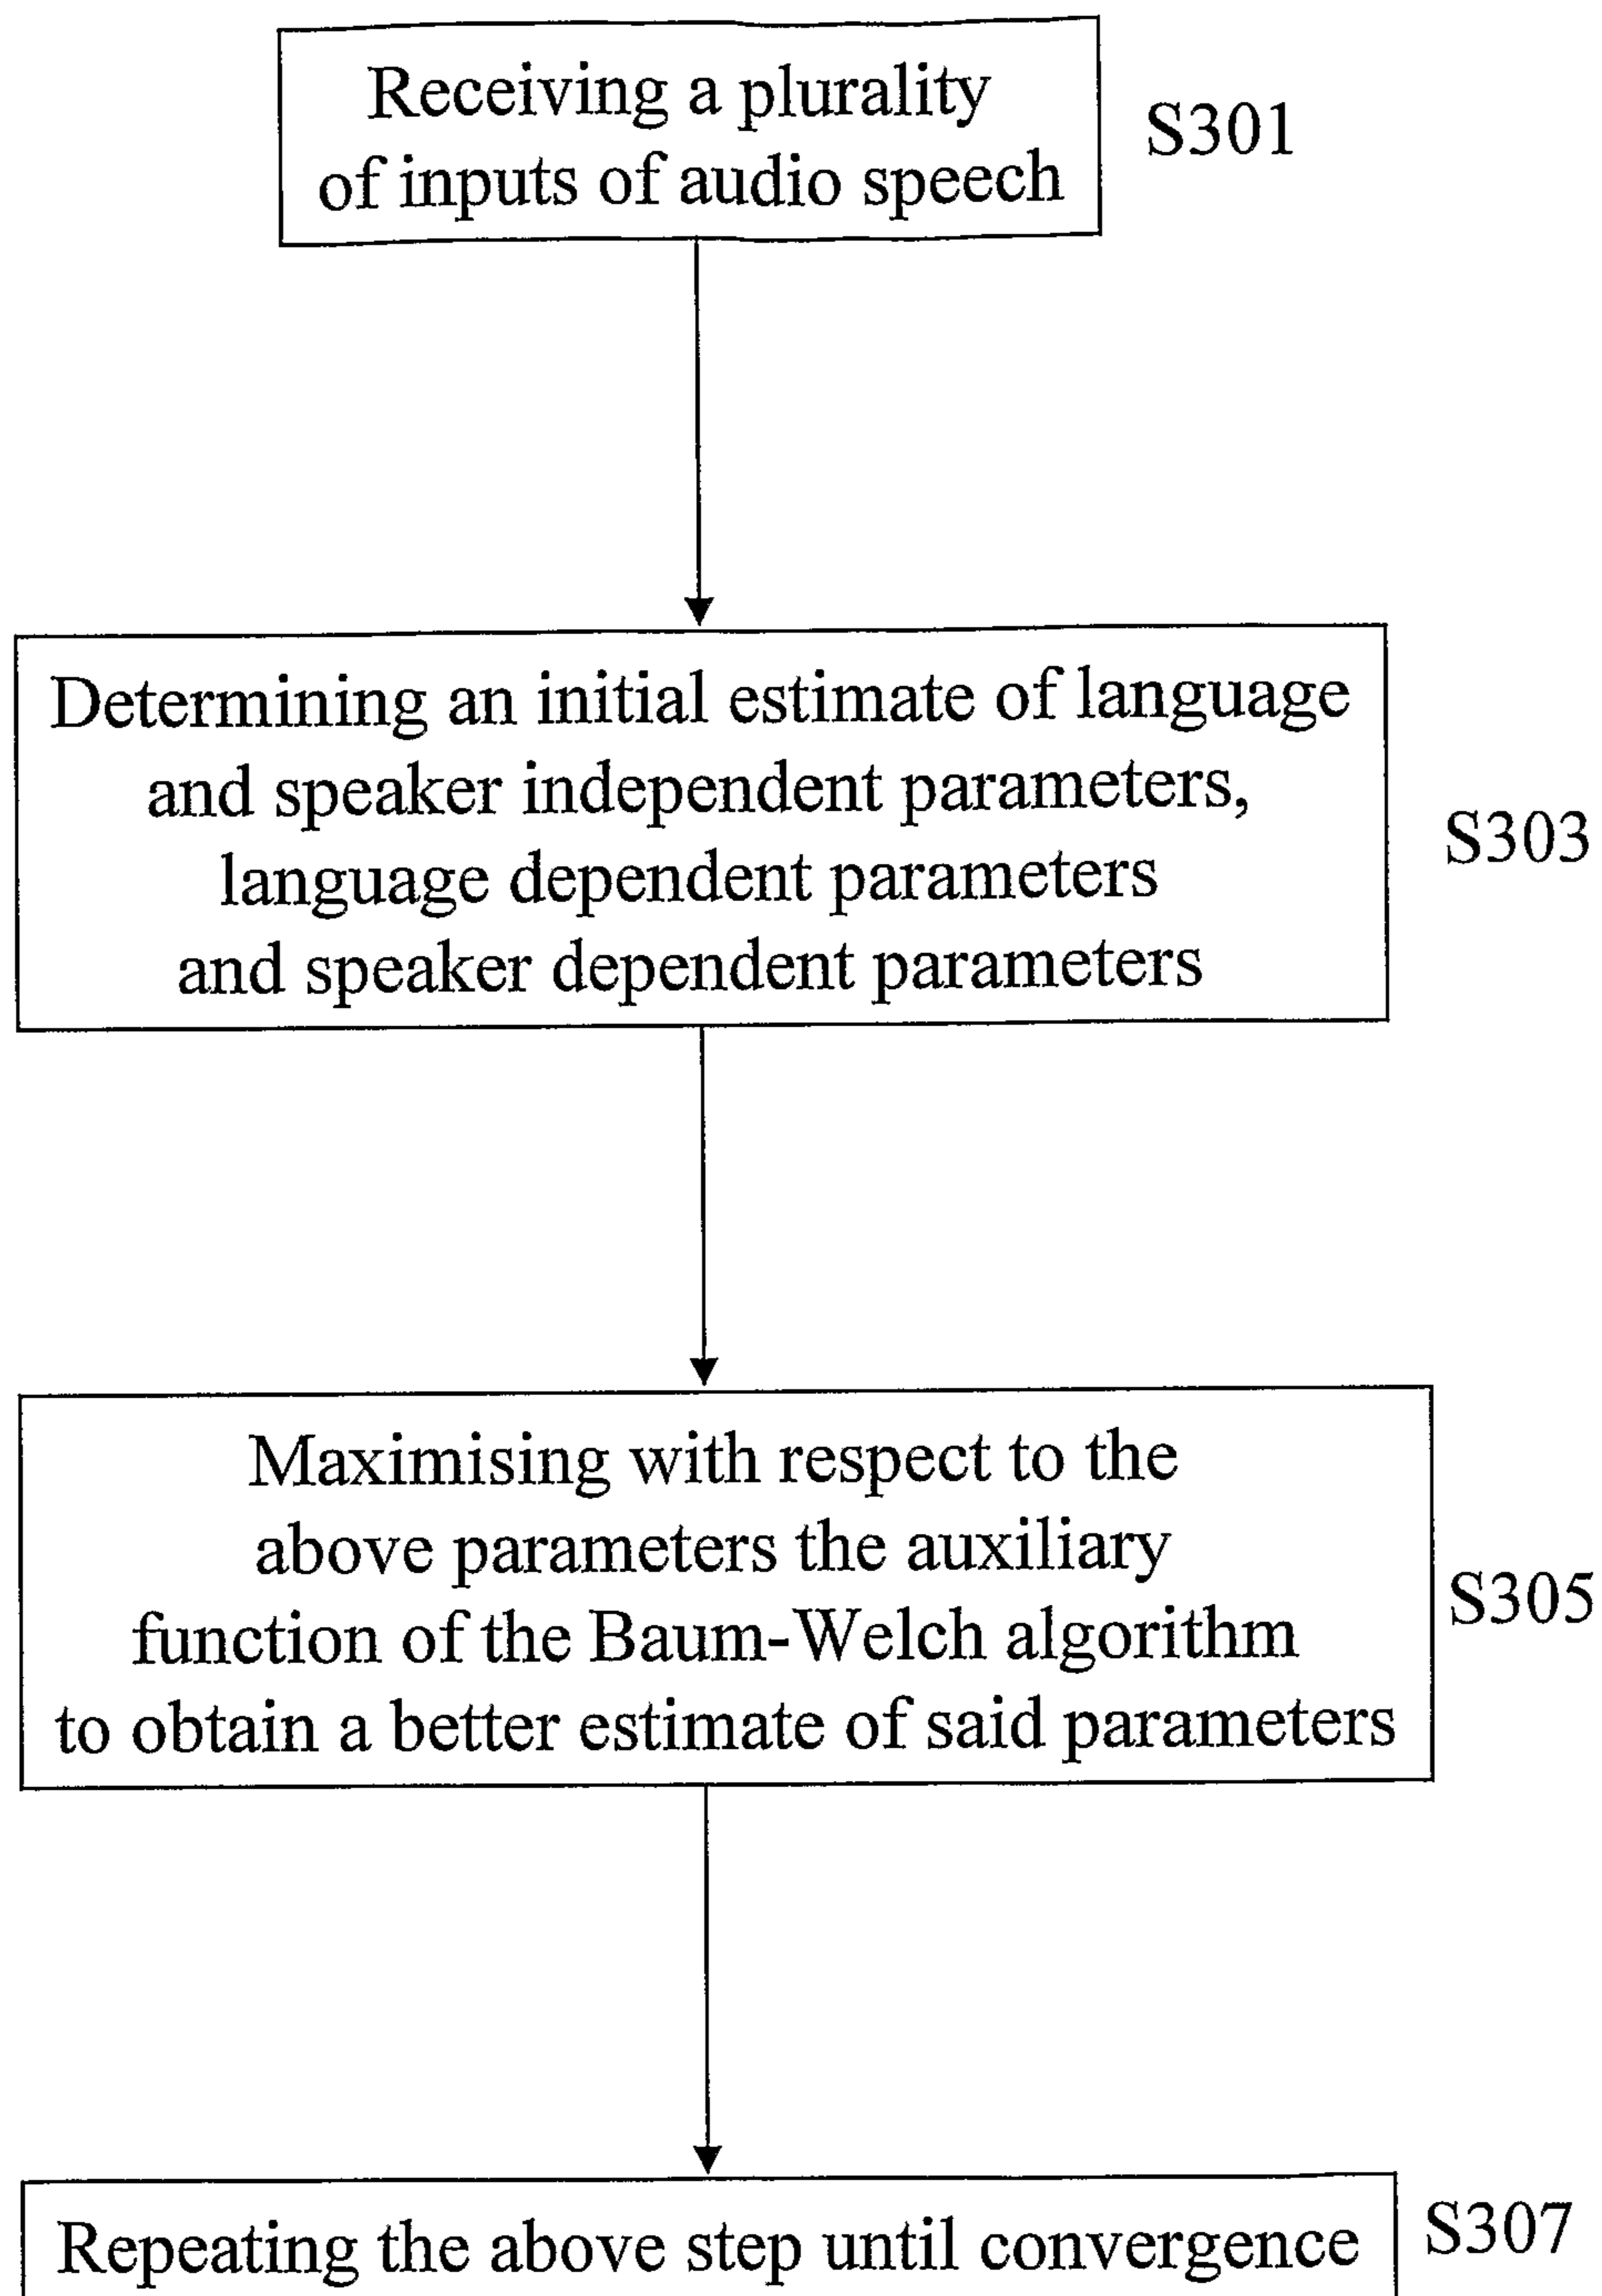 Receiving a plurality
of inputs of audio speech
S301
Determining an initial estimate of language
and speaker independent parameters,
language dependent parameters
and speaker dependent parameters
S303
Maximising with respect to the
above parameters the auxiliary
function of the Baum-Welch algorithm
to obtain a better estimate of said parameters
S305
Repeating the above step until convergence
S307